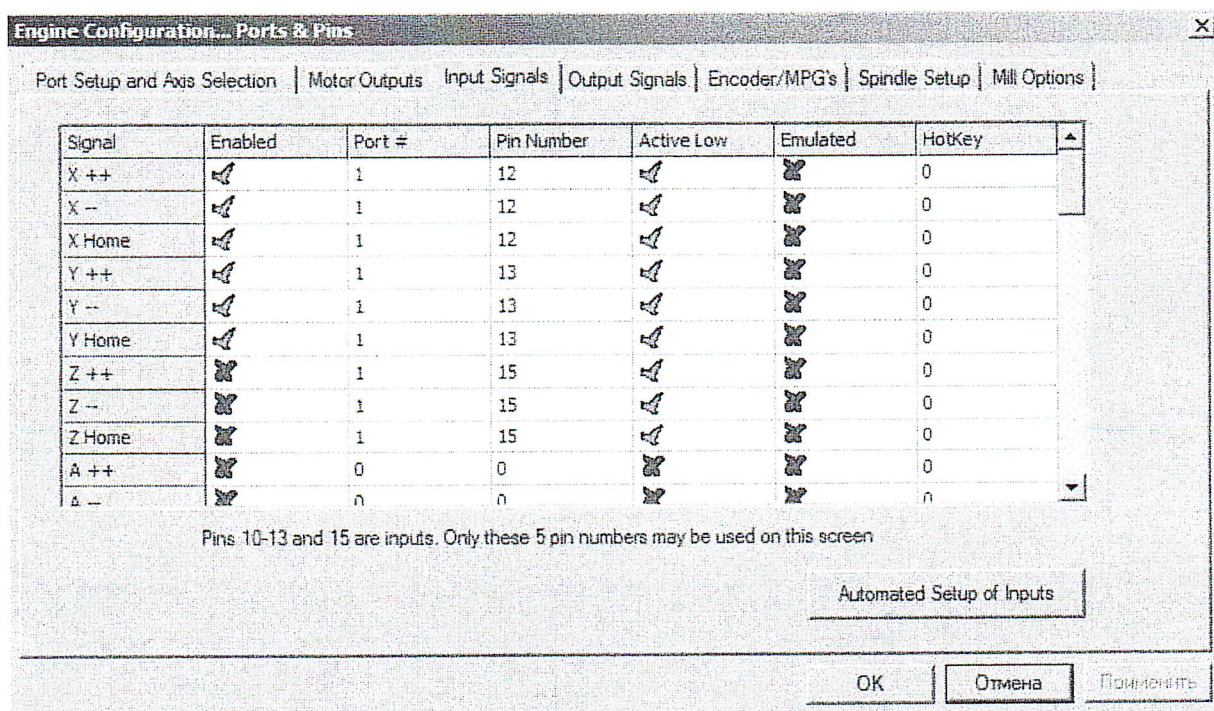 Engine Configuration... Ports & Pins
Port Setup and Axis Selection Motor Outputs Input Signals Output Signals Encoder/MPG's Spindle Setup Mill Options
Signal Enabled Port # Pin Number Active Low Emulated HotKey
X ++ 1 12 0
X -- 1 12 0
X Home 1 12 0
Y ++ 1 13 0
Y -- 1 13 0
Y Home 1 13 0
Z ++ 1 15 0
Z -- 1 15 0
Z Home 1 15 0
A ++ 0 0 0
A -- 0 0 0
Pins 10-13 and 15 are inputs. Only these 5 pin numbers may be used on this screen
Automated Setup of Inputs
OK Отмена Применить